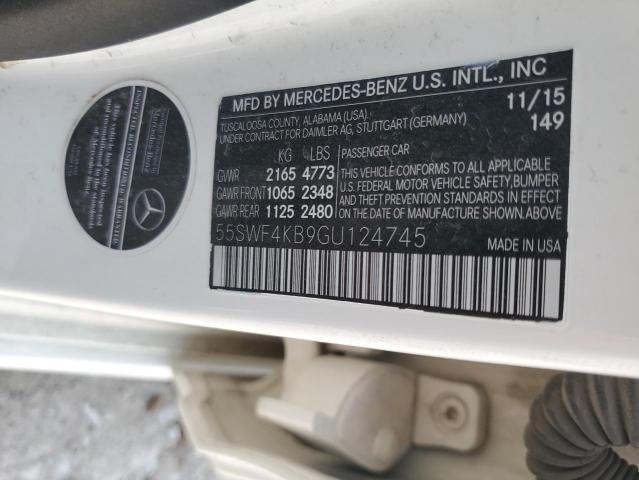 MFD BY MERCEDES-BENZ U.S. INTL., INC
TUSCALOOSA COUNTY, ALABAMA (USA). 11/15
UNDER CONTRACT FOR DAIMLER AG, STUTTGART (GERMANY) 149
KG LBS PASSENGER CAR
GVWR 2165 4773 THIS VEHICLE CONFORMS TO ALL APPLICABLE
GAWR FRONT 1065 2348 U.S. FEDERAL MOTOR VEHICLE SAFETY, BUMPER
GAWR REAR 1125 2480 AND THEFT PREVENTION STANDARDS IN EFFECT
ON THE DATE OF MANUFACTURE SHOWN ABOVE.
55SWF4KB9GU124745
MADE IN USA